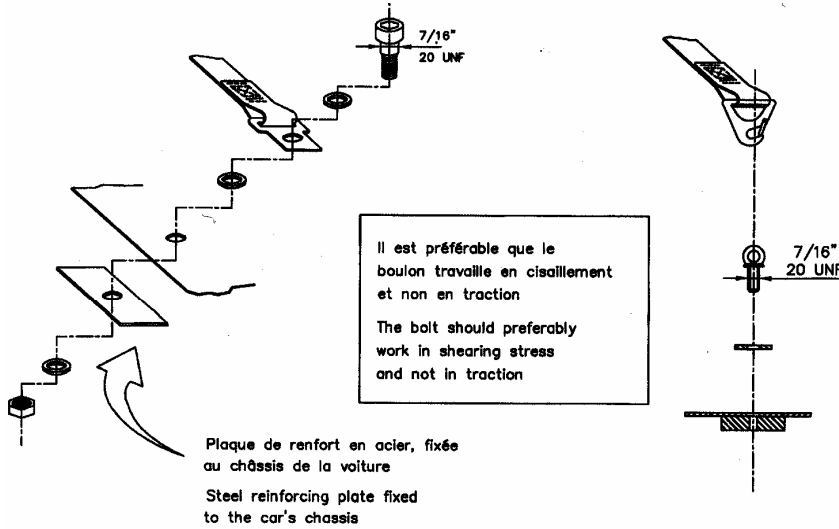 7/16"
20 UNF
Il est préférable que le
boulon travaille en cisaillement
et non en traction
The bolt should preferably
work in shearing stress
and not in traction
7/16"
20 UNF
Plaque de renfort en acier, fixée
au châssis de la voiture
Steel reinforcing plate fixed
to the car's chassis